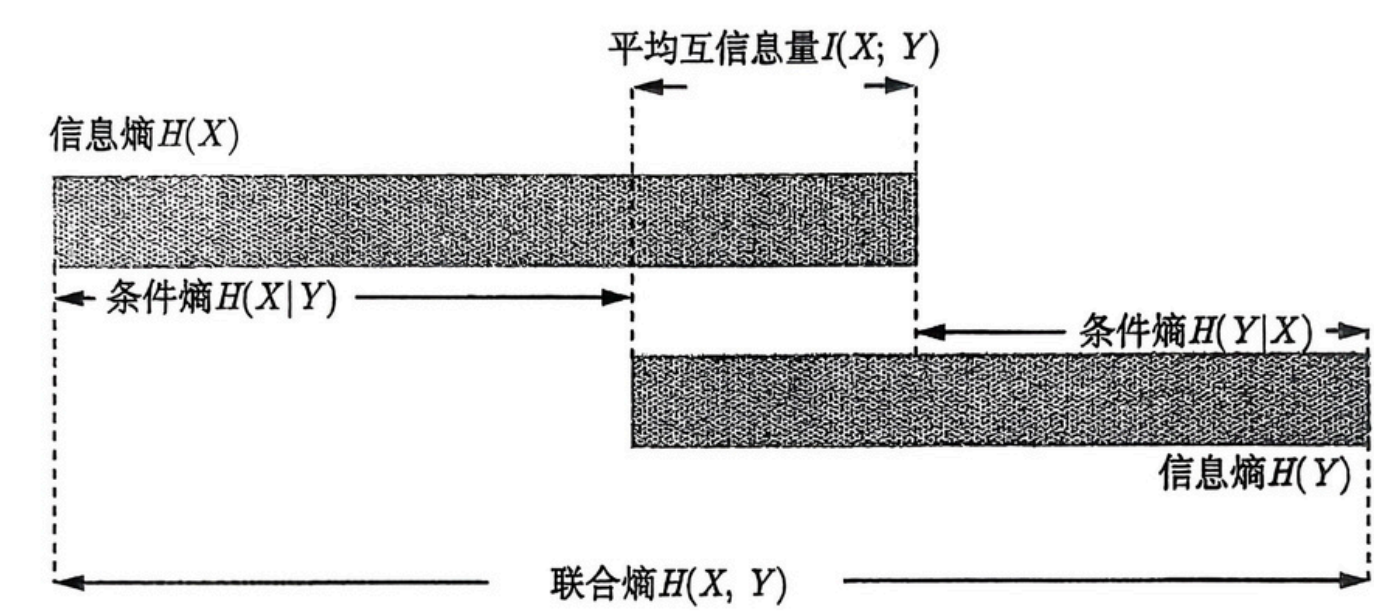 平均互信息量I(X; Y)
信息熵H(X)
条件熵H(X|Y)
条件熵H(Y|X)
信息熵H(Y)
联合熵H(X, Y)